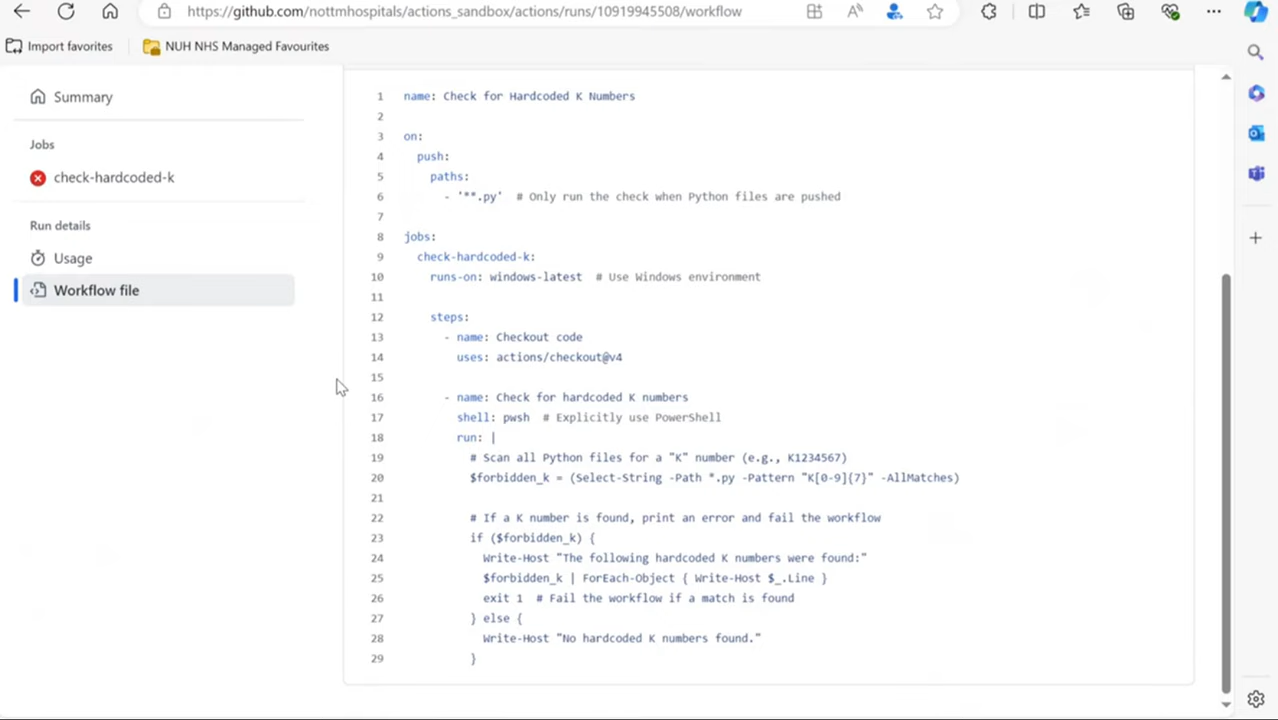 https://github.com/nottmhospitals/actions_sandbox/actions/runs/10919945508/workflow
Import favorites
NUH NHS Managed Favourites
Summary
Jobs
check-hardcoded-k
Run details
Usage
Workflow file
1 name: Check for Hardcoded K Numbers
2
3 on:
4 push:
5 paths:
6 - '**.py' # Only run the check when Python files are pushed
7
8 jobs:
9 check-hardcoded-k:
10 runs-on: windows-latest # Use Windows environment
11
12 steps:
13 - name: Checkout code
14 uses: actions/checkout@v4
15
16 - name: Check for hardcoded K numbers
17 shell: pwsh # Explicitly use PowerShell
18 run: |
19 # Scan all Python files for a "K" number (e.g., K1234567)
20 $forbidden_k = (Select-String -Path *.py -Pattern "K[0-9]{7}" -AllMatches)
21
22 # If a K number is found, print an error and fail the workflow
23 if ($forbidden_k) {
24 Write-Host "The following hardcoded K numbers were found:"
25 $forbidden_k | ForEach-Object { Write-Host $_.Line }
26 exit 1 # Fail the workflow if a match is found
27 } else {
28 Write-Host "No hardcoded K numbers found."
29 }